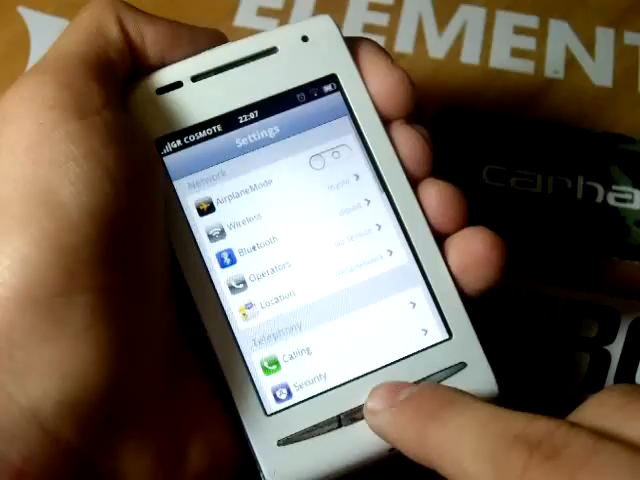 ELEMENT
GR COSMOTE 22:07
Settings
Network
AirplaneMode
Wireless
Bluetooth
Operators
Location
Telephony
Calling
Security
carha